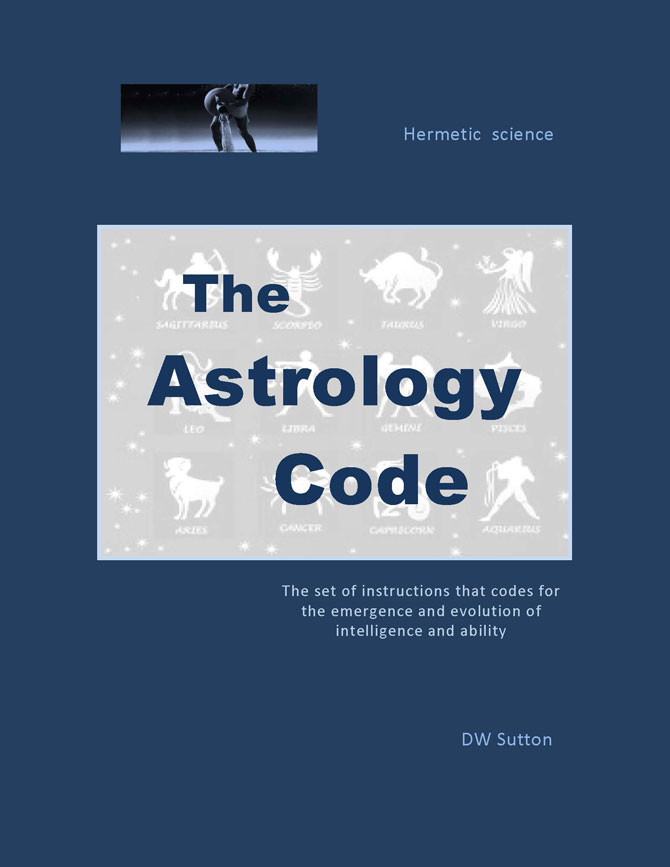 Hermetic science
The
SAGITTARIUS SCORPIO TAURUS VIRGO
Astrology
LEO LIBRA GEMINI PISCES
Code
ARIES CANCER CAPRICORN AQUARIUS
The set of instructions that codes for
the emergence and evolution of
intelligence and ability
DW Sutton